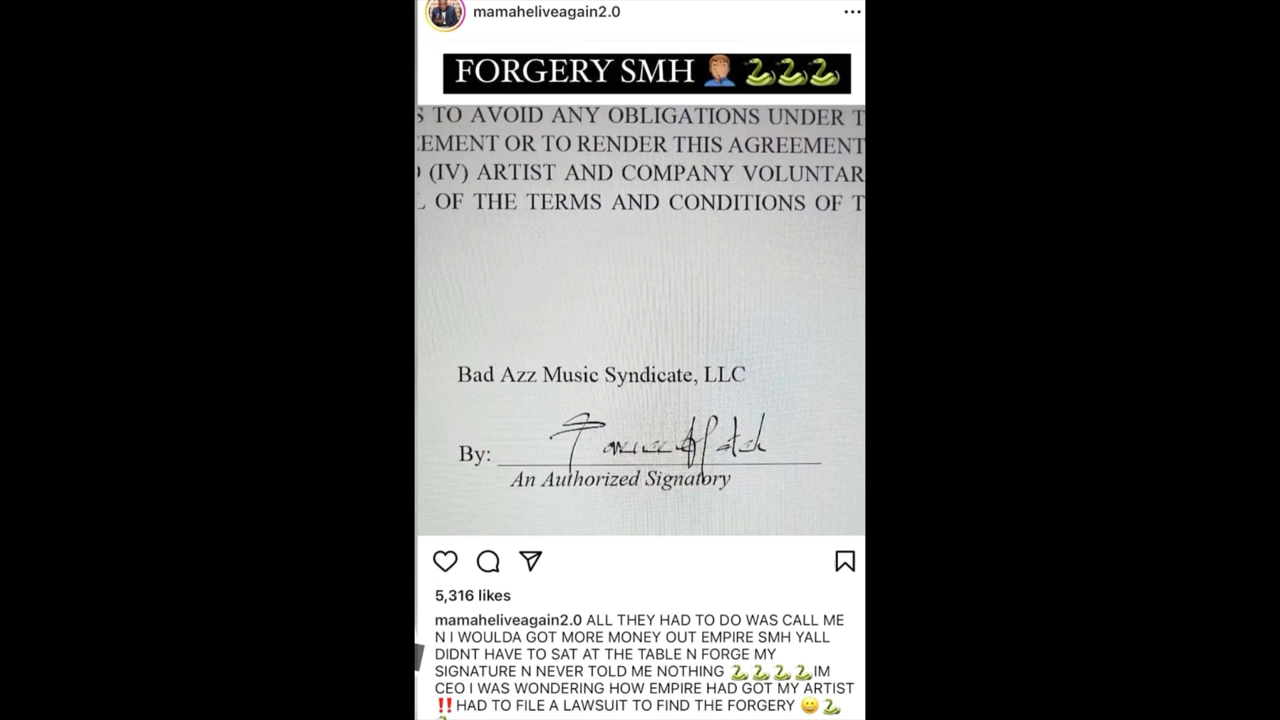 mamaheliveagain2.0
FORGERY SMH 🤦🏽‍♂️ 🐍🐍🐍
TO AVOID ANY OBLIGATIONS UNDER
OR TO RENDER THIS AGREEMENT
(IV) ARTIST AND COMPANY
OF THE TERMS AND CONDITIONS OF
Bad Azz Music Syndicate, LLC
By:
An Authorized Signatory
5,316 likes
mamaheliveagain2.0 ALL THEY HAD TO DO WAS CALL ME
N I WOULDA GOT MORE MONEY OUT EMPIRE SMH YALL
DIDNT HAVE TO SAT AT THE TABLE N FORGE MY
SIGNATURE N NEVER TOLD ME NOTHING 🐍🐍🐍🐍IM
CEO I WAS WONDERING HOW EMPIRE HAD GOT MY ARTIST
‼️HAD TO FILE A LAWSUIT TO FIND THE FORGERY 😀🐍